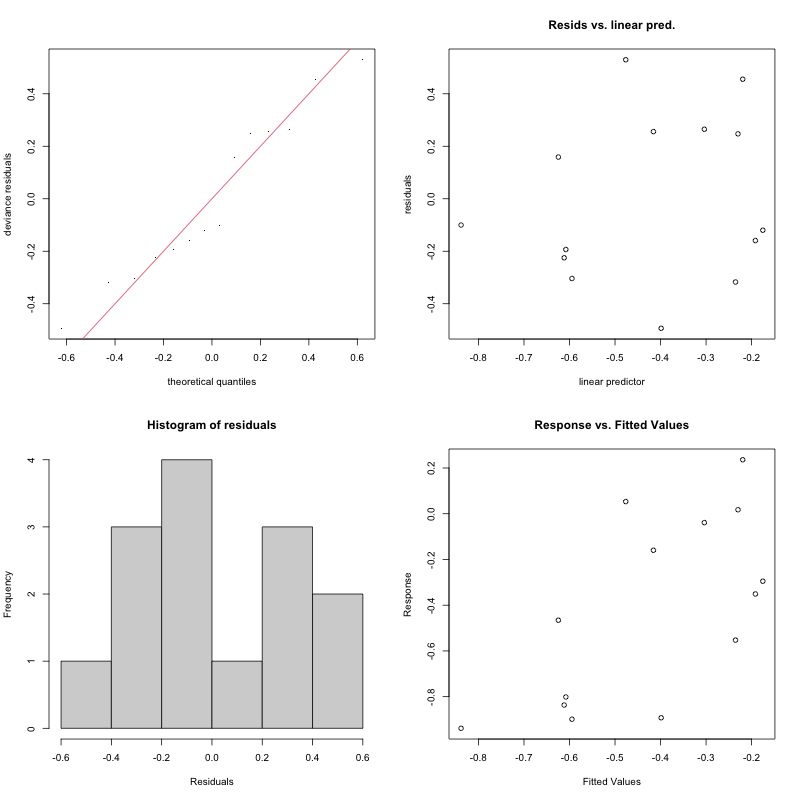 deviance residuals
0.4
0.2
0.0
-0.2
-0.4
-0.6 -0.4 -0.2 0.0 0.2 0.4 0.6
theoretical quantiles
Resids vs. linear pred.
residuals
0.4
0.2
0.0
-0.2
-0.4
-0.8 -0.7 -0.6 -0.5 -0.4 -0.3 -0.2
linear predictor
Histogram of residuals
Frequency
4
3
2
1
0
-0.6 -0.4 -0.2 0.0 0.2 0.4 0.6
Residuals
Response vs. Fitted Values
Response
0.2
0.0
-0.2
-0.4
-0.6
-0.8
-0.8 -0.7 -0.6 -0.5 -0.4 -0.3 -0.2
Fitted Values